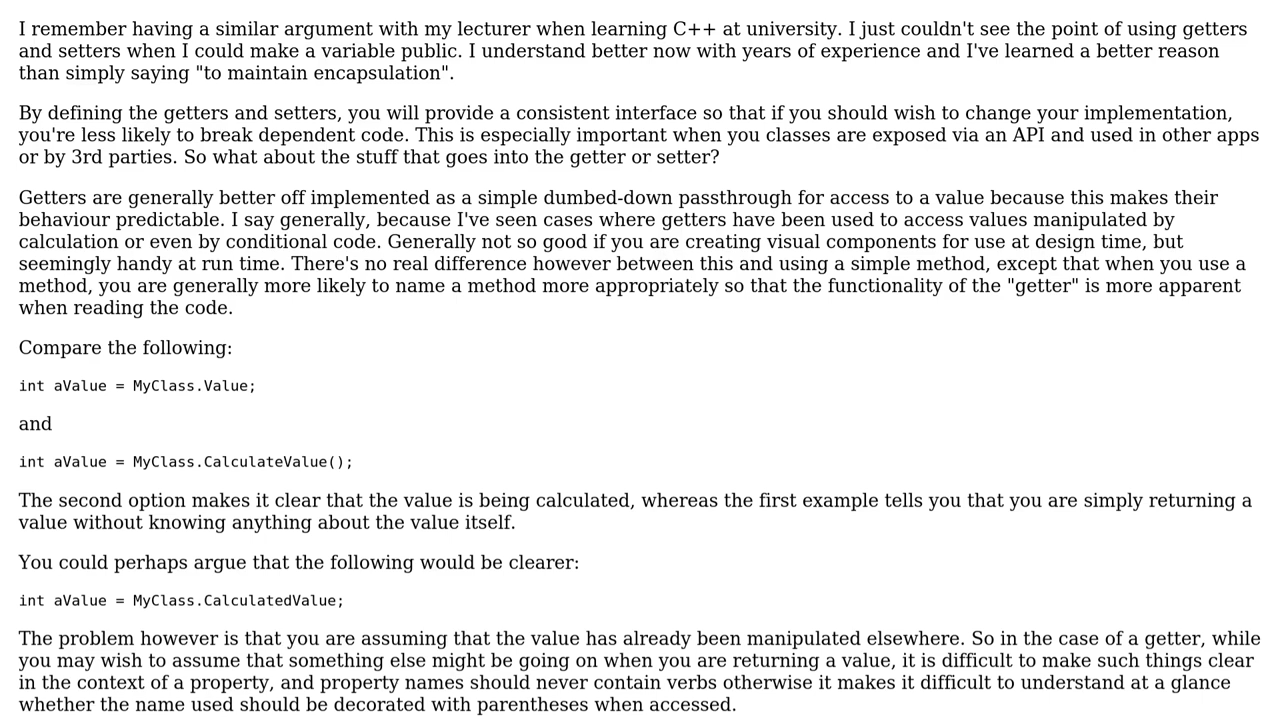 I remember having a similar argument with my lecturer when learning C++ at university. I just couldn't see the point of using getters
and setters when I could make a variable public. I understand better now with years of experience and I've learned a better reason
than simply saying "to maintain encapsulation".
By defining the getters and setters, you will provide a consistent interface so that if you should wish to change your implementation,
you're less likely to break dependent code. This is especially important when you classes are exposed via an API and used in other apps
or by 3rd parties. So what about the stuff that goes into the getter or setter?
Getters are generally better off implemented as a simple dumbed-down passthrough for access to a value because this makes their
behaviour predictable. I say generally, because I've seen cases where getters have been used to access values manipulated by
calculation or even by conditional code. Generally not so good if you are creating visual components for use at design time, but
seemingly handy at run time. There's no real difference however between this and using a simple method, except that when you use a
method, you are generally more likely to name a method more appropriately so that the functionality of the "getter" is more apparent
when reading the code.
Compare the following:
int aValue = MyClass.Value;
and
int aValue = MyClass.CalculateValue();
The second option makes it clear that the value is being calculated, whereas the first example tells you that you are simply returning a
value without knowing anything about the value itself.
You could perhaps argue that the following would be clearer:
int aValue = MyClass.CalculatedValue;
The problem however is that you are assuming that the value has already been manipulated elsewhere. So in the case of a getter, while
you may wish to assume that something else might be going on when you are returning a value, it is difficult to make such things clear
in the context of a property, and property names should never contain verbs otherwise it makes it difficult to understand at a glance
whether the name used should be decorated with parentheses when accessed.